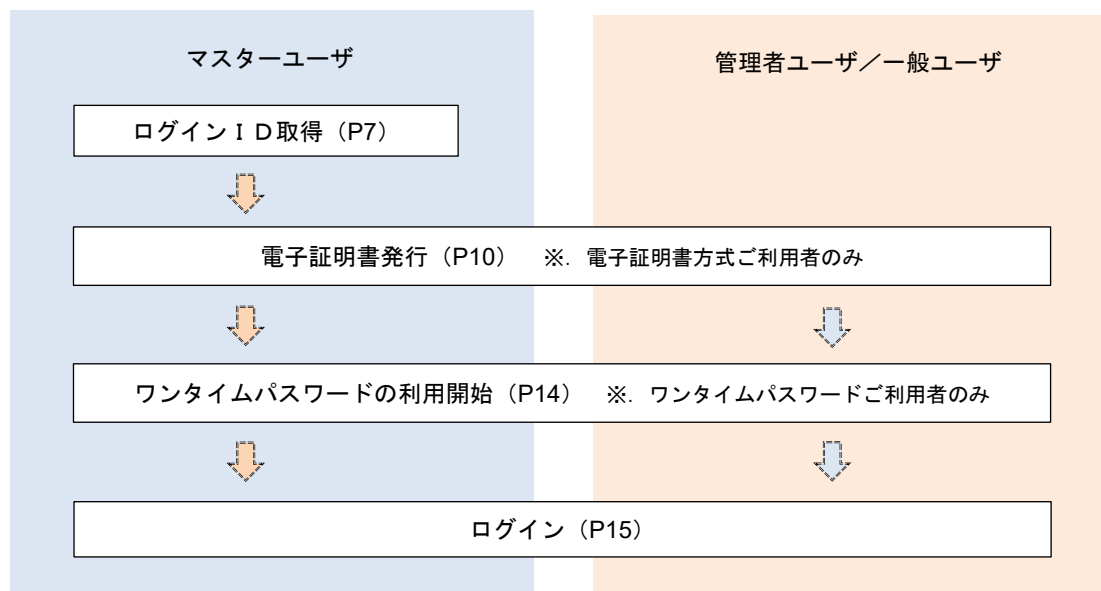 マスターユーザ
管理者ユーザ／一般ユーザ
ログインＩＤ取得（P7）
電子証明書発行（P10）　※．電子証明書方式ご利用者のみ
ワンタイムパスワードの利用開始（P14）　※．ワンタイムパスワードご利用者のみ
ログイン（P15）